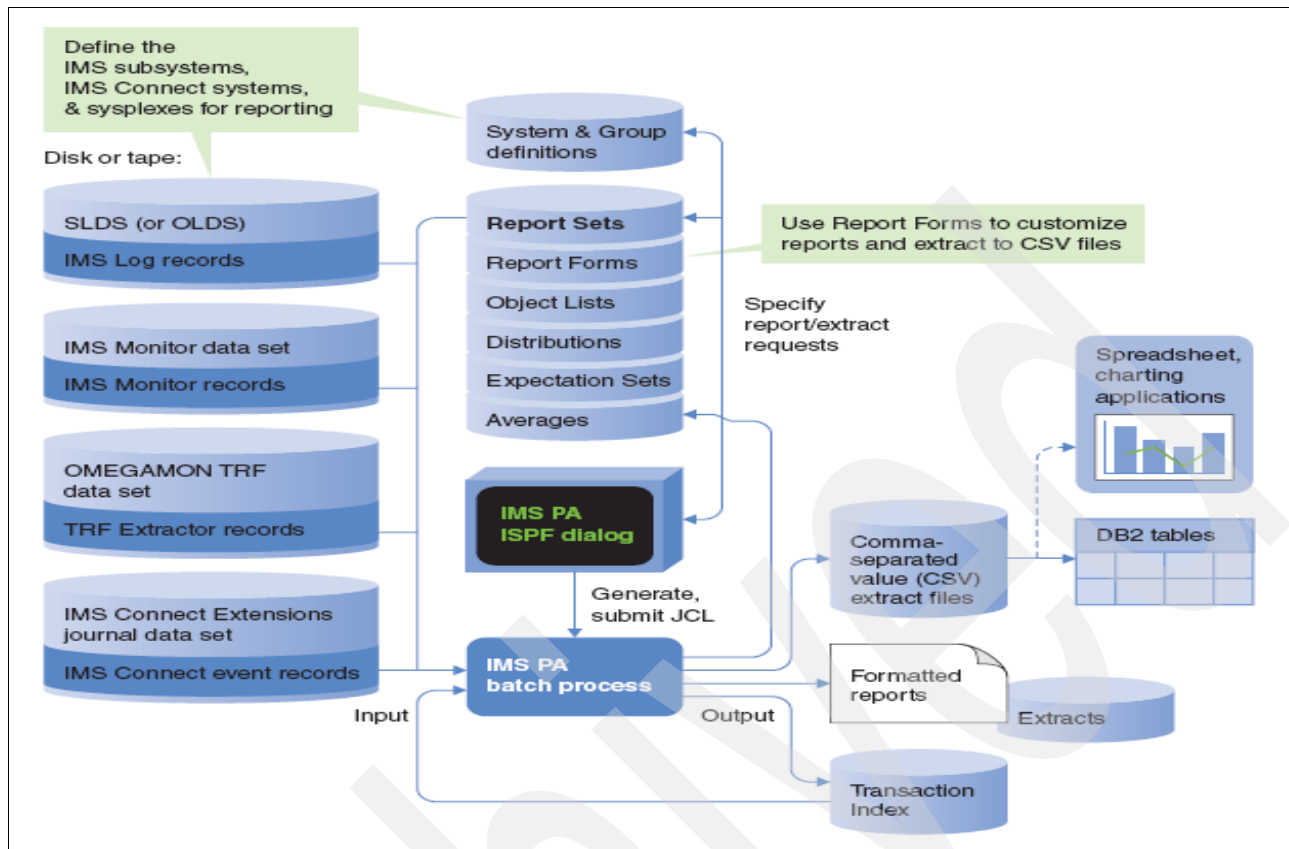 Define the
IMS subsystems,
IMS Connect systems,
& sysplexes for reporting
Disk or tape:
SLDS (or OLDS)
IMS Log records
IMS Monitor data set
IMS Monitor records
OMEGAMON TRF
data set
TRF Extractor records
IMS Connect Extensions
journal data set
IMS Connect event records
System & Group
definitions
Report Sets
Report Forms
Object Lists
Distributions
Expectation Sets
Averages
Use Report Forms to customize
reports and extract to CSV files
Specify
report/extract
requests
IMS PA
ISPF dialog
Generate,
submit JCL
IMS PA
batch process
Input
Output
Comma-
separated
value (CSV)
extract files
Spreadsheet,
charting
applications
DB2 tables
Formatted
reports
Extracts
Transaction
Index